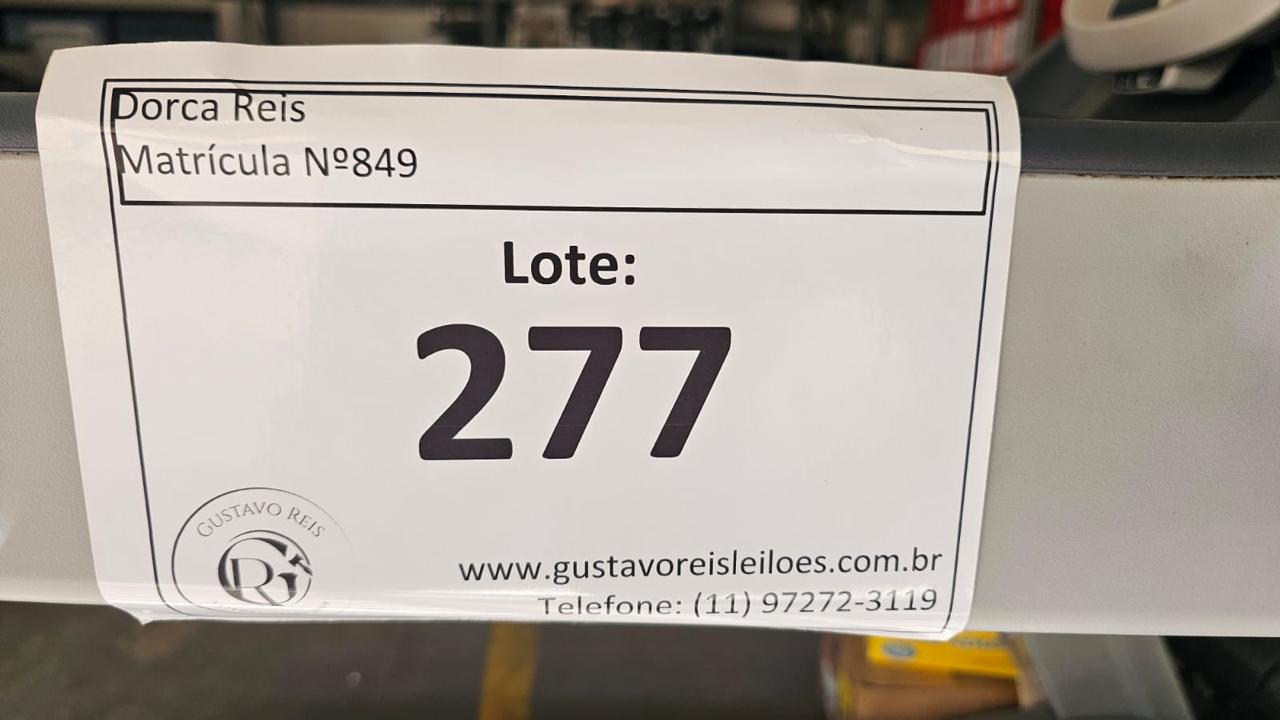 Dorca Reis
Matrícula Nº849
Lote:
277
GUSTAVO REIS
www.gustavoreisleiloes.com.br
Telefone: (11) 97272-3119